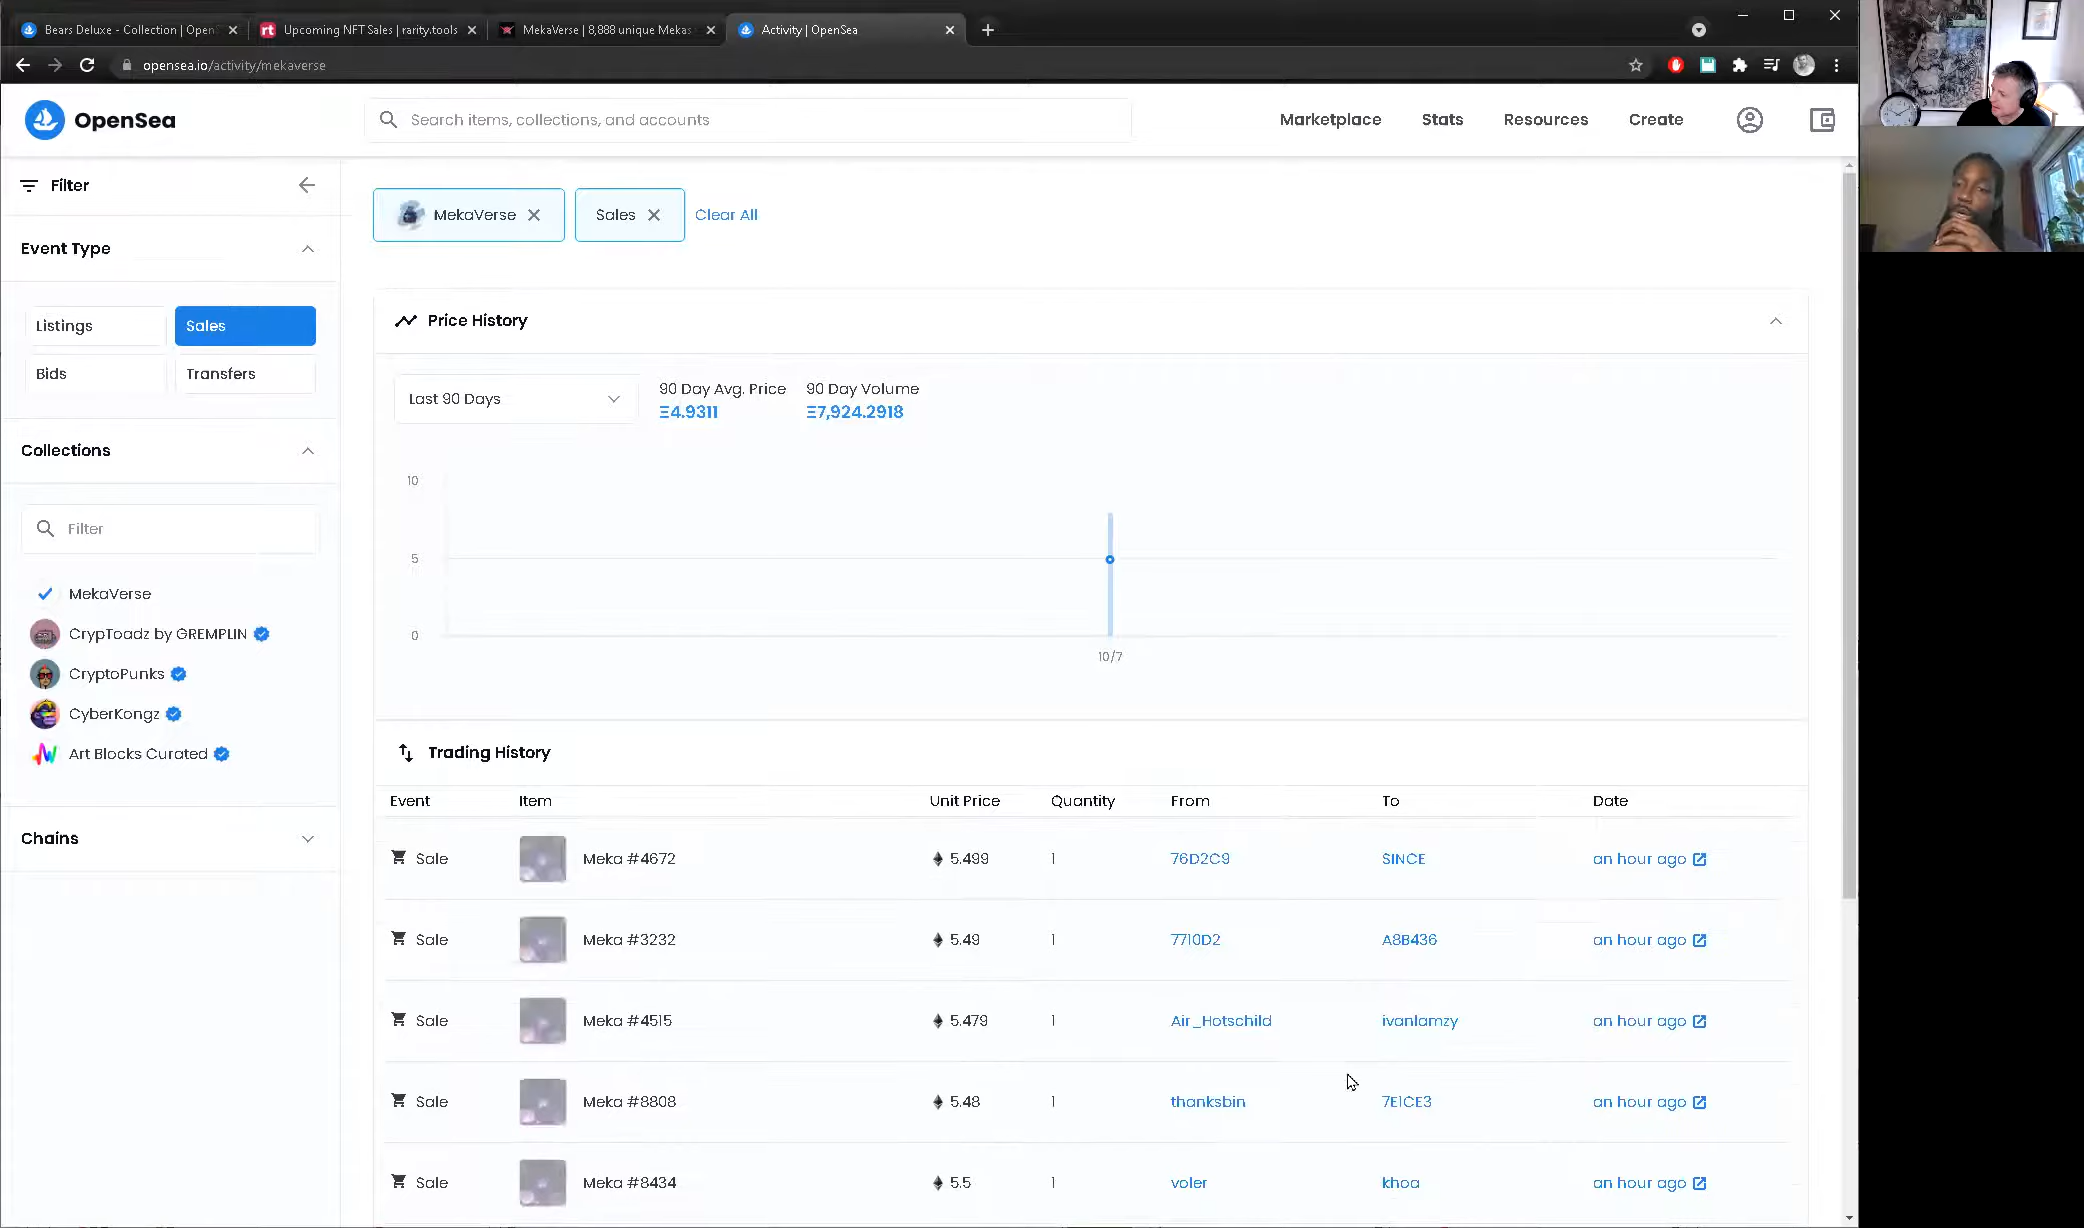 Bears Deluxe - Collection | Open
Upcoming NFT Sales | rarity.tools
MekaVerse | 8,888 unique Mekas
Activity | OpenSea
opensea.io/activity/mekaverse
OpenSea
Search items, collections, and accounts
Marketplace
Stats
Resources
Create
Filter
MekaVerse
Sales
Clear All
Event Type
Listings
Sales
Bids
Transfers
Collections
Filter
MekaVerse
CrypToadz by GREMPLIN
CryptoPunks
CyberKongz
Art Blocks Curated
Chains
Price History
Last 90 Days
90 Day Avg. Price
Ξ4.9311
90 Day Volume
Ξ7,924.2918
10
5
0
10/7
Trading History
Event Item Unit Price Quantity From To Date
Sale Meka #4672 5.499 1 76D2C9 SINCE an hour ago
Sale Meka #3232 5.49 1 7710D2 A8B436 an hour ago
Sale Meka #4515 5.479 1 Air_Hotschild ivanlamzy an hour ago
Sale Meka #8808 5.48 1 thanksbin 7E1CE3 an hour ago
Sale Meka #8434 5.5 1 voler khoa an hour ago